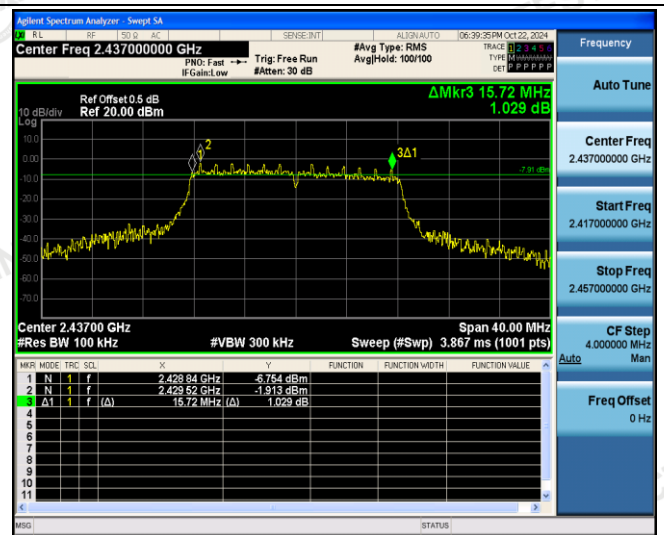 Agilent Spectrum Analyzer - Swept SA
RL RF 50 Ω AC SENSE:INT ALIGN AUTO 06:39:35 PM Oct 22, 2024
Center Freq 2.437000000 GHz #Avg Type: RMS TRACE 1 2 3 4 5 6
PNO: Fast Trig: Free Run Avg|Hold: 100/100 TYPE M
IFGain:Low #Atten: 30 dB DET P P P P P P
Frequency
Auto Tune
Center Freq
2.437000000 GHz
Start Freq
2.417000000 GHz
Stop Freq
2.457000000 GHz
CF Step
4.000000 MHz
Auto Man
Freq Offset
0 Hz
ΔMkr3 15.72 MHz
1.029 dB
Ref Offset 0.5 dB
10 dB/div Ref 20.00 dBm
Log
10.0
0.00
-10.0
-20.0
-30.0
-40.0
-50.0
-60.0
-70.0
2
3Δ1
-7.91 dBm
Center 2.43700 GHz Span 40.00 MHz
#Res BW 100 kHz #VBW 300 kHz Sweep (#Swp) 3.867 ms (1001 pts)
MKR MODE TRC SCL X Y FUNCTION FUNCTION WIDTH FUNCTION VALUE
1 N 1 f 2.428 84 GHz -6.754 dBm
2 N 1 f 2.429 52 GHz -1.913 dBm
3 Δ1 1 f (Δ) 15.72 MHz (Δ) 1.029 dB
4
5
6
7
8
9
10
11
MSG STATUS